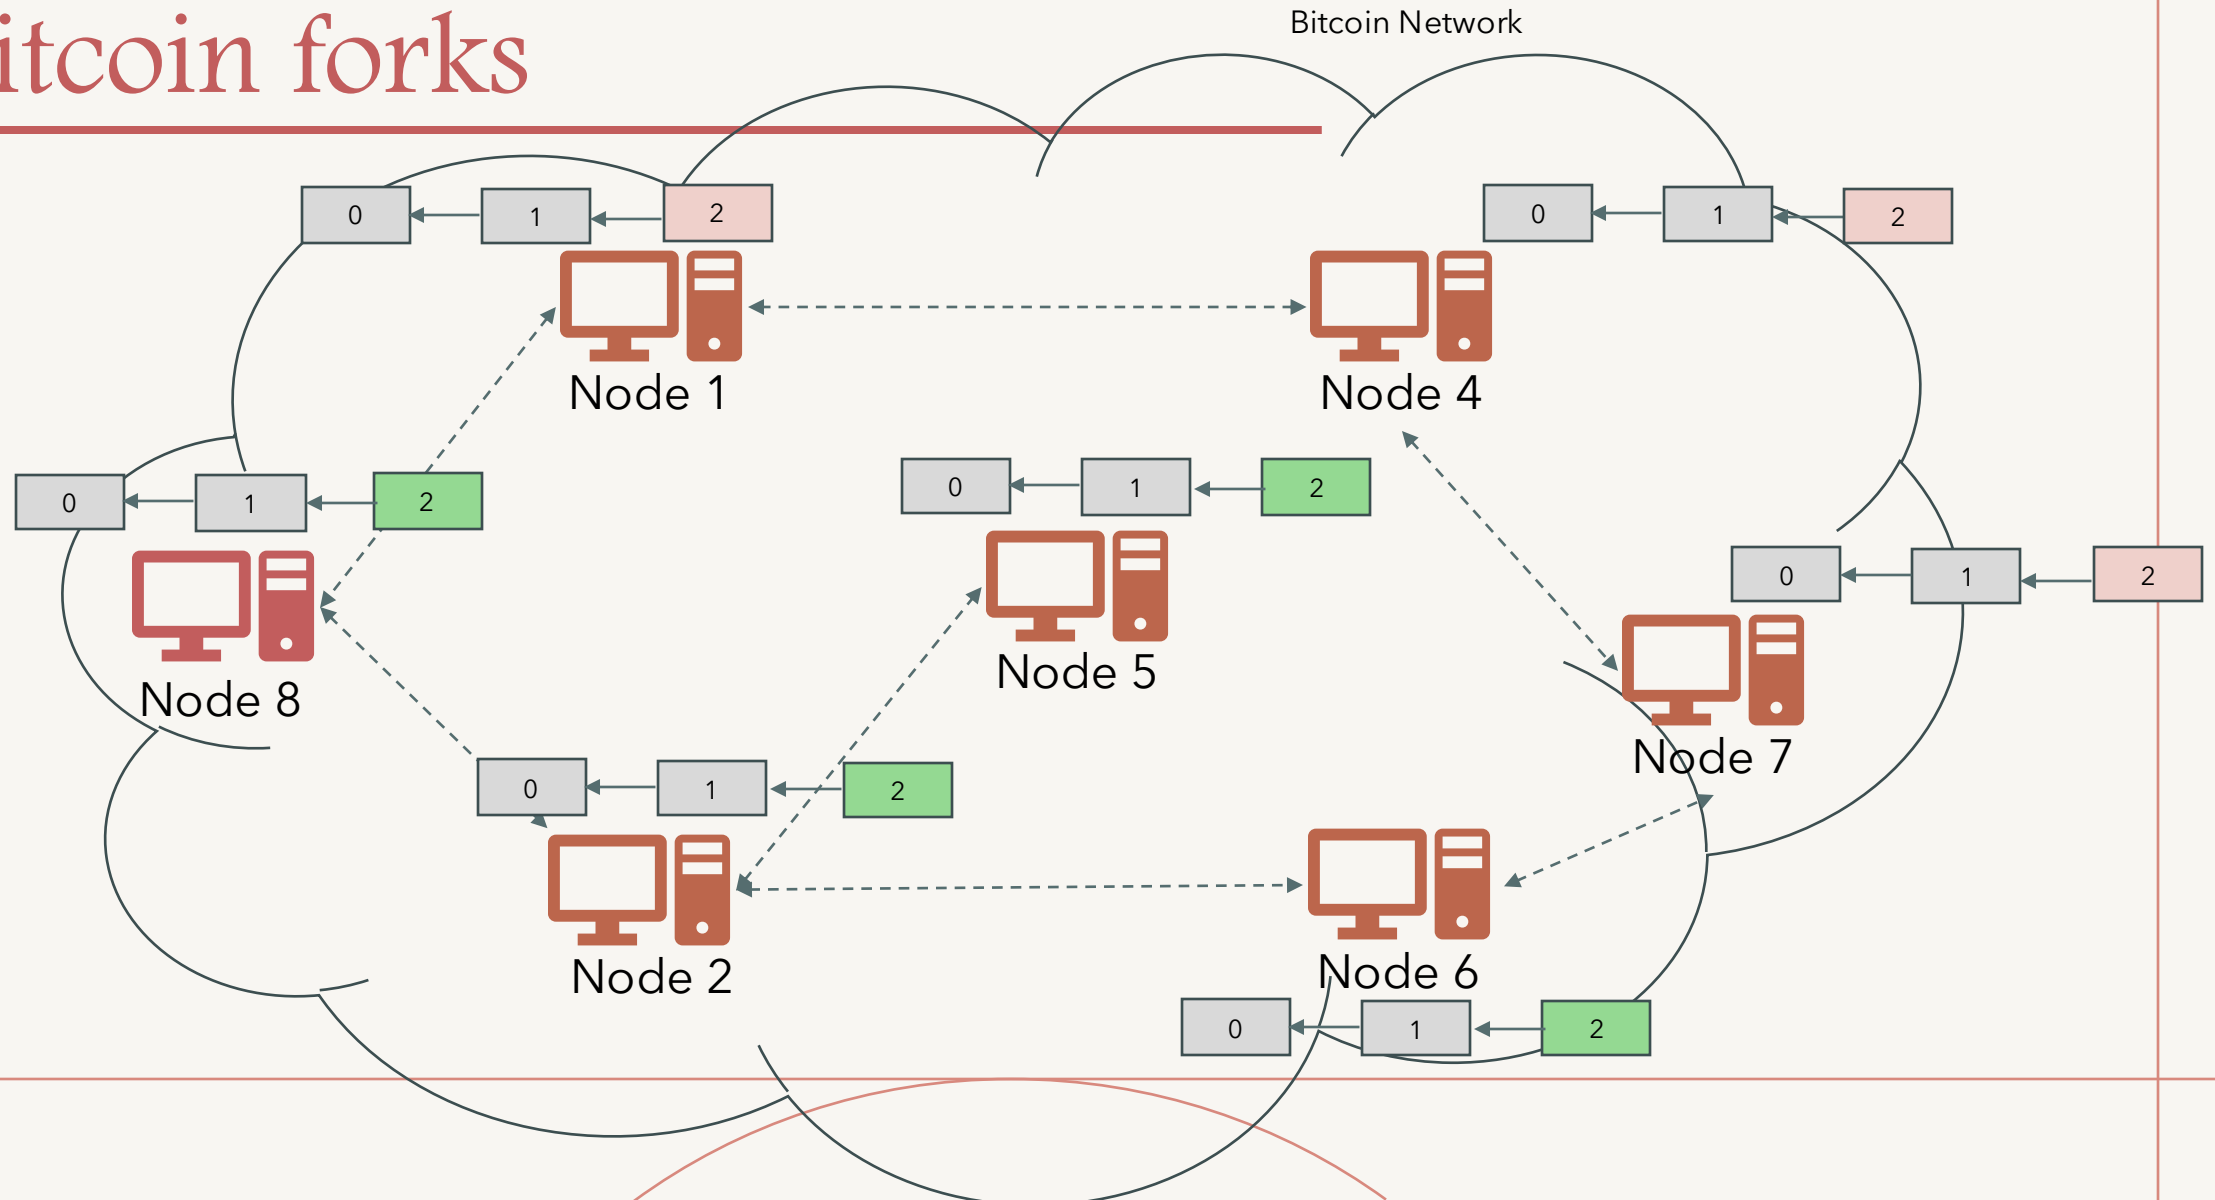 itcoin forks
Bitcoin Network
0 1 2
0 1 2
Node 1
Node 4
0 1 2
0 1 2
0 1 2
Node 8
Node 5
Node 7
0 1 2
Node 2
Node 6
0 1 2